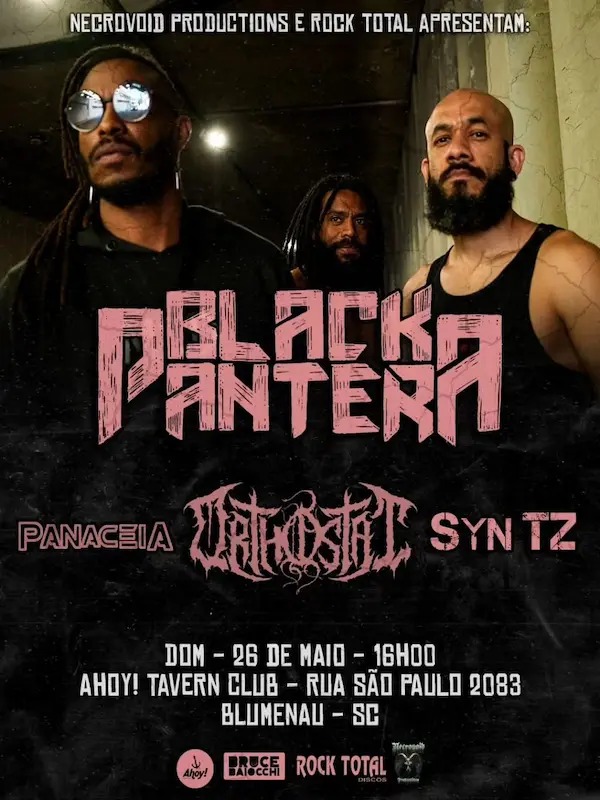 NECROVOID PRODUCTIONS E ROCK TOTAL APRESENTAM:
BLACK
PANTERA
PANACEIA ORTHOSTAT SYN TZ
DOM - 26 DE MAIO - 16H00
AHOY! TAVERN CLUB - RUA SÃO PAULO 2083
BLUMENAU - SC
Ahoy! BRUCE BAIOCCHI ROCK TOTAL DISCOS Necrovoid Productions